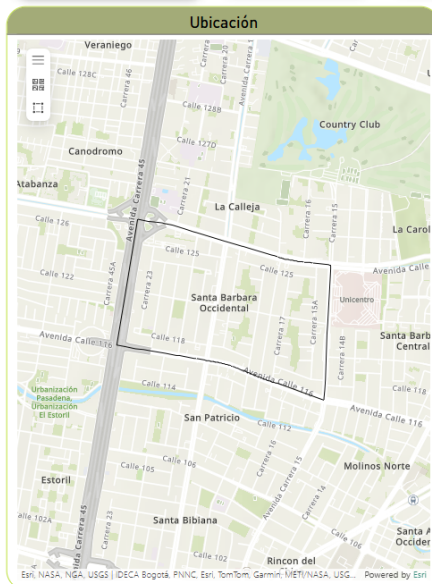 Ubicación
Veraniego
Calle 128C
Carrera 46
Carrera 20
Avenida Carrera 1
Calle 128B
Country Club
Calle 127D
Canodromo
Carrera 21
Avenida Carrera 45
Atabanza
La Calleja
Carrera 16
Carrera 15
Calle 126
La Carol
Calle 125
Calle 125
Avenida Calle
Calle 122
Carrera 45A
Carrera 23
Santa Barbara
Occidental
Unicentro
Carrera 17
Carrera 15A
Carrera 14B
Avenida Calle 116
Calle 118
Santa Barb
Central
Avenida Calle 116
Calle 118
Urbanización
Pasadena,
Urbanización
El Estoril
Calle 114
Avenida Calle 116
San Patricio
Calle 112
Calle 106
Calle 105
Carrera 16
Avenida Carrera 15
Molinos Norte
Estoril
Carrera 14
Calle 102A
Carrera 23
Avenida Carrera 45
Santa Bibiana
Santa A
Occident
Rincon del
Esri, NASA, NGA, USGS | IDECA Bogotá, PNNC, Esri, TomTom, Garmin, METI/NASA, USG... Powered by Esri